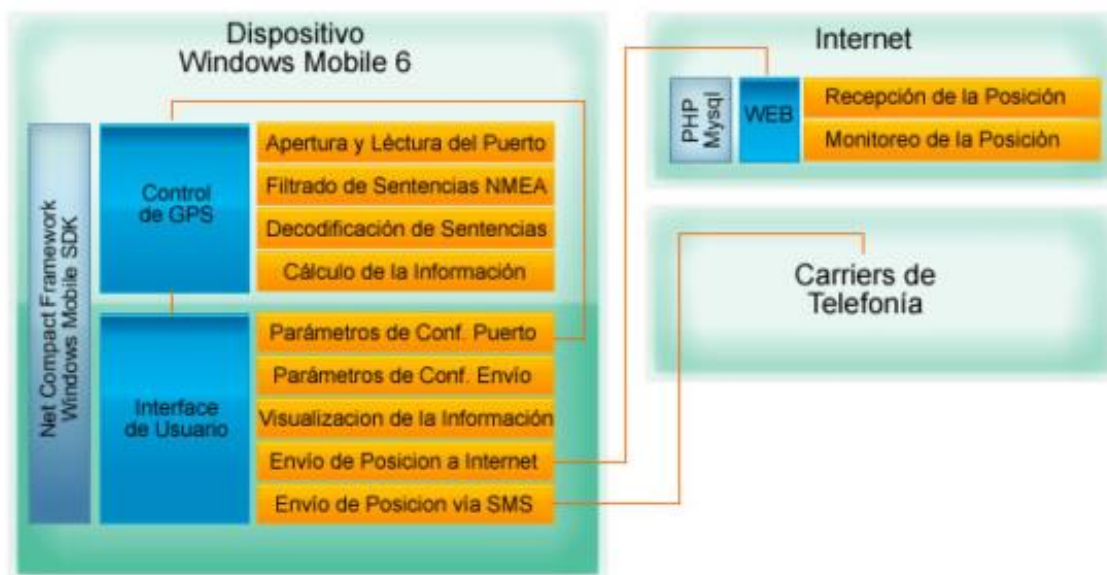 Dispositivo
Windows Mobile 6
Net Compact Framework
Windows Mobile SDK
Control
de GPS
Apertura y Léctura del Puerto
Filtrado de Sentencias NMEA
Decodificación de Sentencias
Cálculo de la Información
Interface
de Usuario
Parámetros de Conf. Puerto
Parámetros de Conf. Envío
Visualizacion de la Información
Envío de Posicion a Internet
Envío de Posicion vía SMS
Internet
PHP
Mysql
WEB
Recepción de la Posición
Monitoreo de la Posición
Carriers de
Telefonía